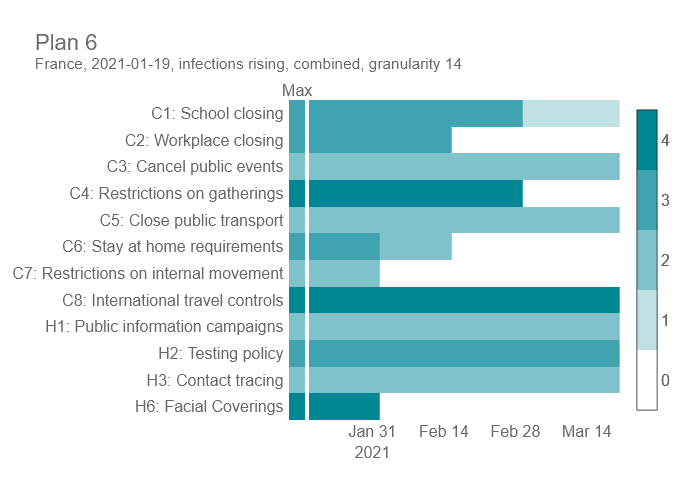 Plan 6
France, 2021-01-19, infections rising, combined, granularity 14
Max
C1: School closing
C2: Workplace closing
C3: Cancel public events
C4: Restrictions on gatherings
C5: Close public transport
C6: Stay at home requirements
C7: Restrictions on internal movement
C8: International travel controls
H1: Public information campaigns
H2: Testing policy
H3: Contact tracing
H6: Facial Coverings
Jan 31 Feb 14 Feb 28 Mar 14
2021
4
3
2
1
0